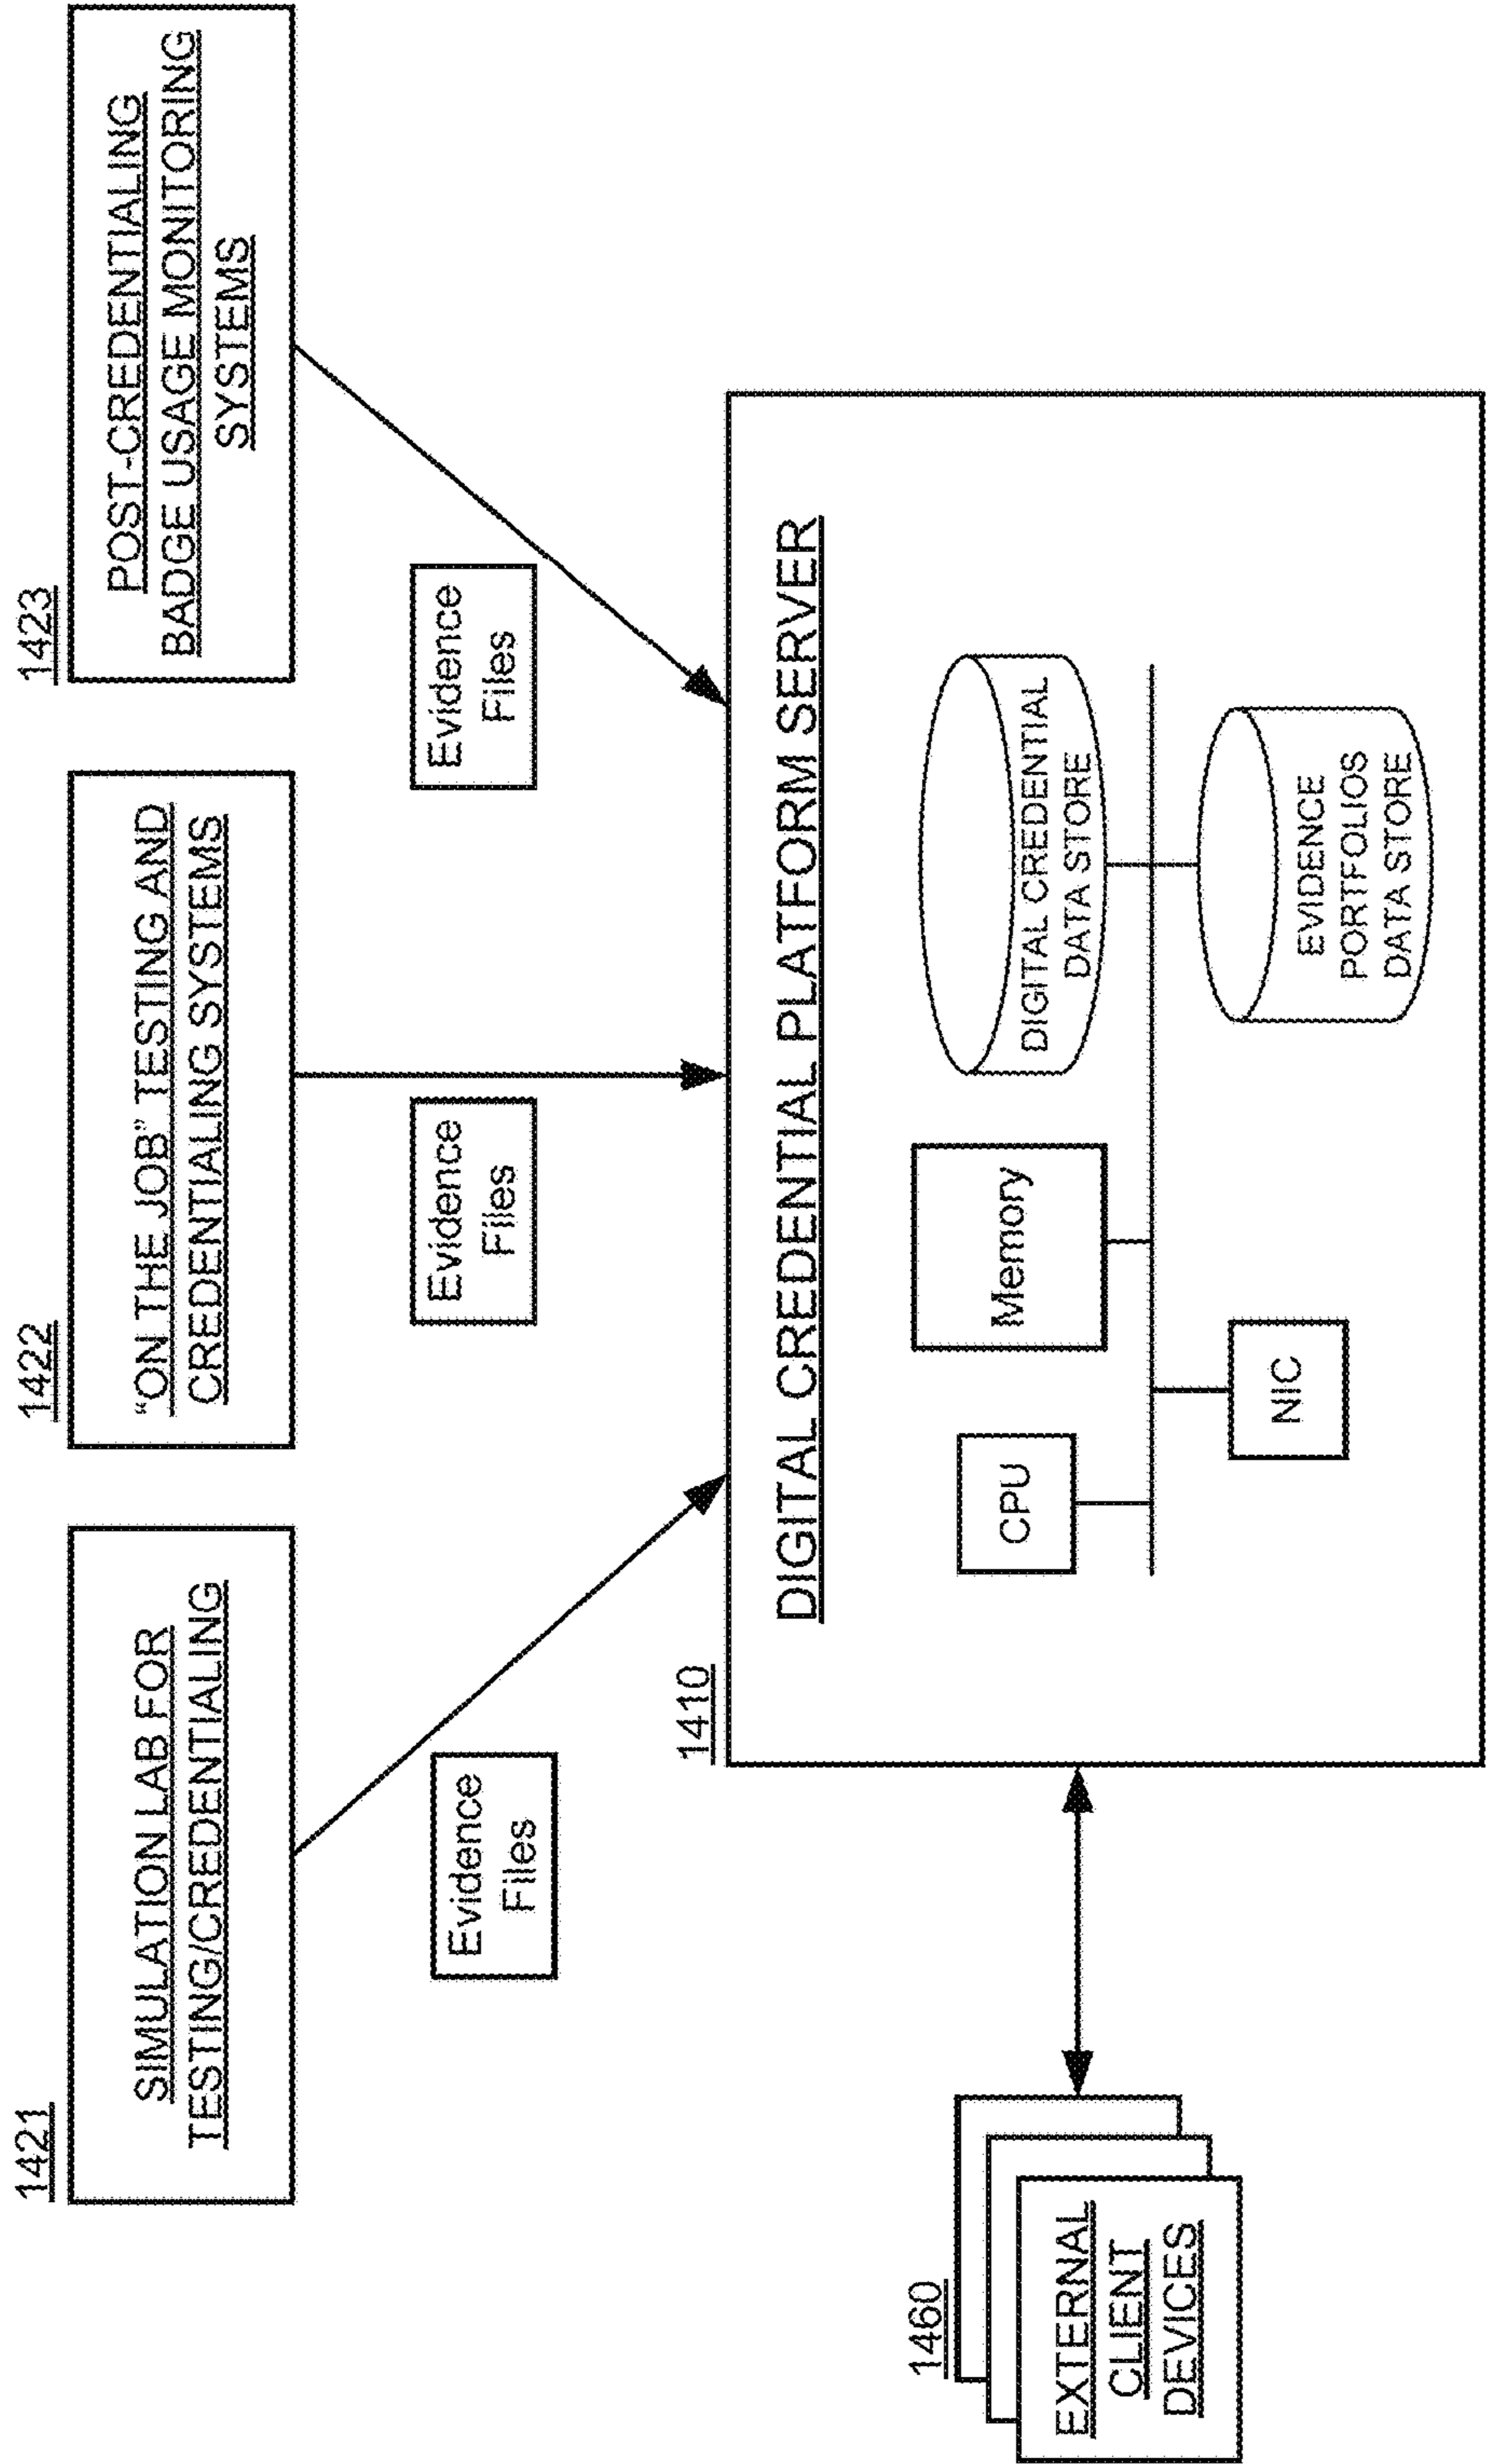 1421
SIMULATION LAB FOR
TESTING/CREDENTIALING
1422
“ON THE JOB” TESTING AND
CREDENTIALING SYSTEMS
1423
POST-CREDENTIALING
BADGE USAGE MONITORING
SYSTEMS
Evidence
Files
Evidence
Files
Evidence
Files
1410
DIGITAL CREDENTIAL PLATFORM SERVER
CPU
Memory
DIGITAL CREDENTIAL
DATA STORE
NIC
EVIDENCE
PORTFOLIOS
DATA STORE
1460
EXTERNAL
CLIENT
DEVICES